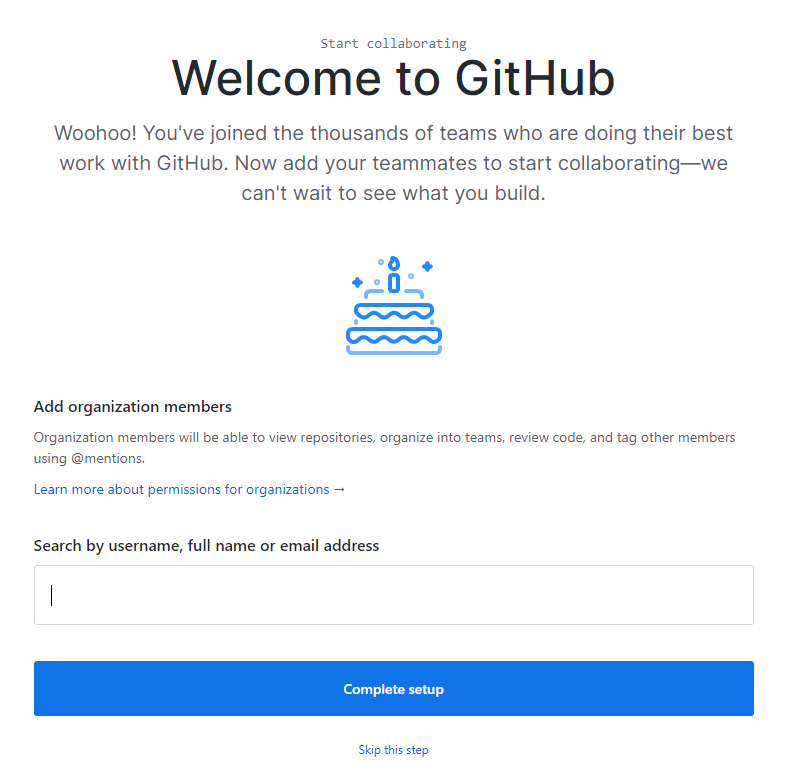 Start collaborating
Welcome to GitHub
Woohoo! You've joined the thousands of teams who are doing their best
work with GitHub. Now add your teammates to start collaborating—we
can't wait to see what you build.
Add organization members
Organization members will be able to view repositories, organize into teams, review code, and tag other members
using @mentions.
Learn more about permissions for organizations →
Search by username, full name or email address
Complete setup
Skip this step